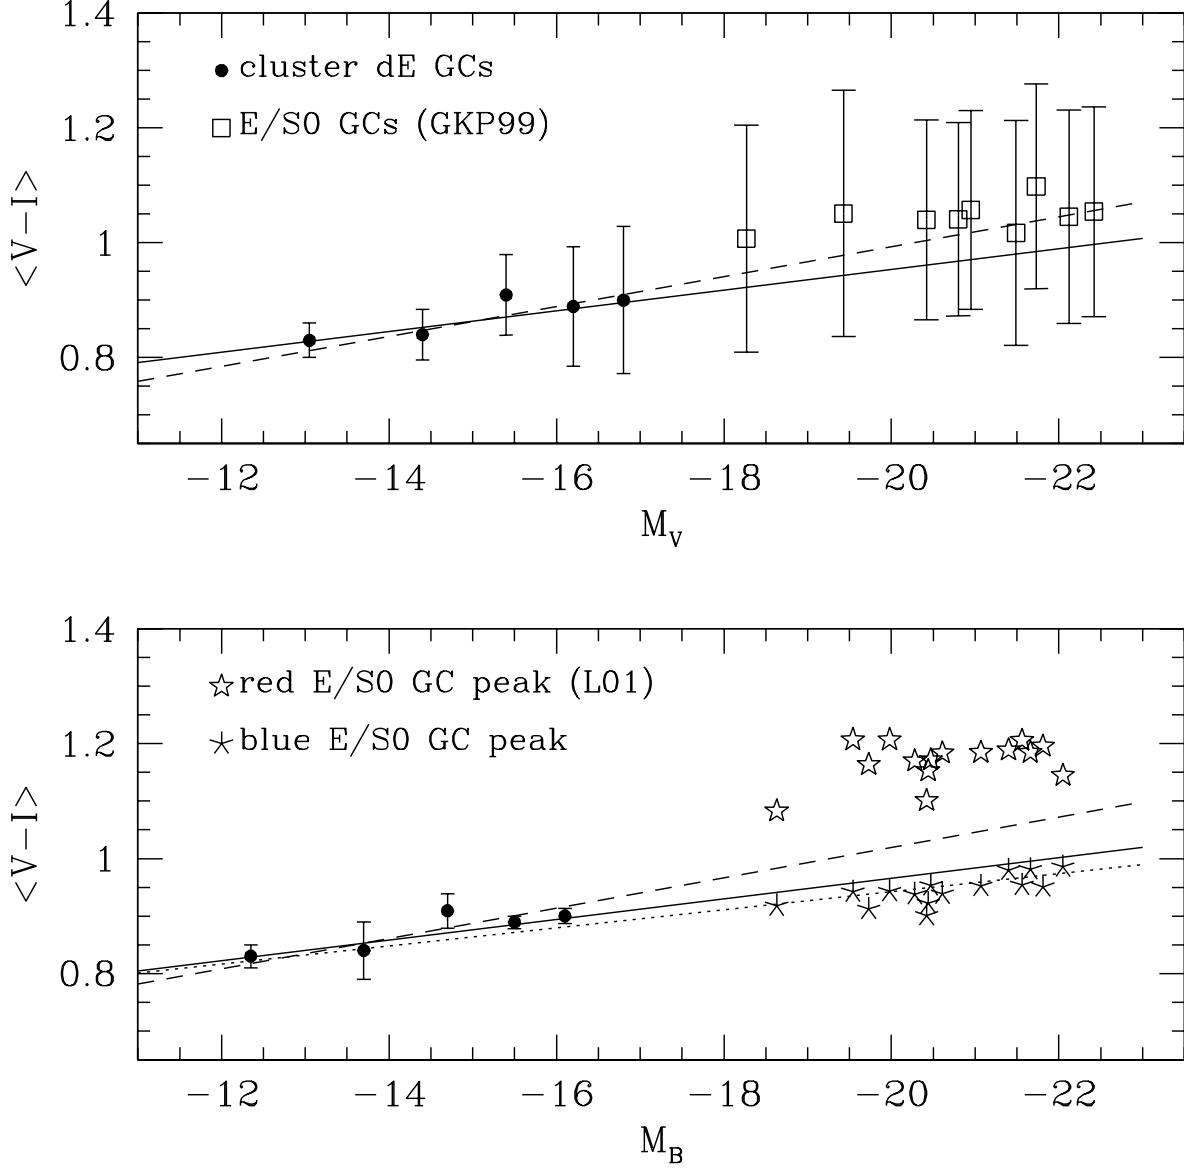 1.4
cluster dE GCs
1.2
E/S0 GCs (GKP99)
<V−I>
1
0.8
−12 −14 −16 −18 −20 −22
M_V
1.4
red E/S0 GC peak (L01)
1.2
blue E/S0 GC peak
<V−I>
1
0.8
−12 −14 −16 −18 −20 −22
M_B